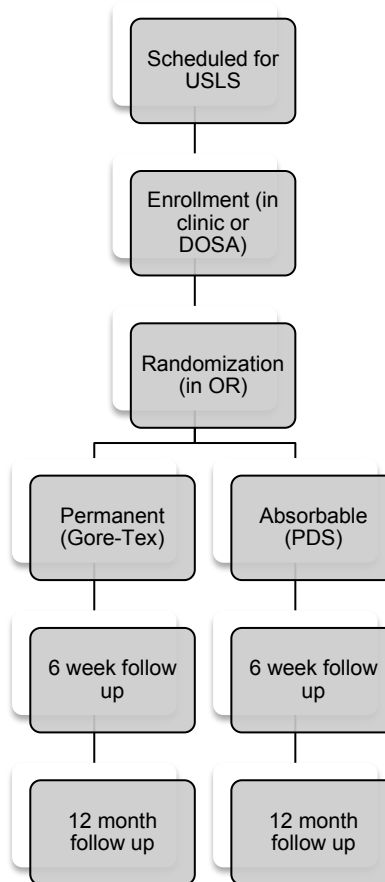 Scheduled for
USLS
Enrollment (in
clinic or
DOSA)
Randomization
(in OR)
Permanent
(Gore-Tex)
Absorbable
(PDS)
6 week follow
up
6 week follow
up
12 month
follow up
12 month
follow up